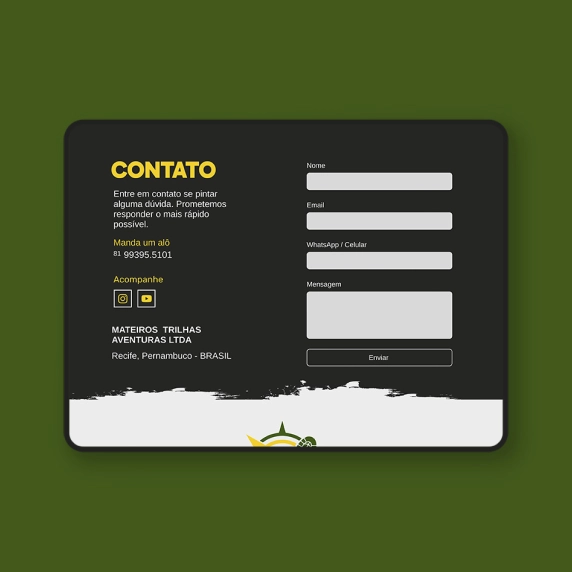 CONTATO
Entre em contato se pintar
alguma dúvida. Prometemos
responder o mais rápido
possível.
Manda um alô
81 99395.5101
Acompanhe
MATEIROS TRILHAS
AVENTURAS LTDA
Recife, Pernambuco - BRASIL
Nome
Email
WhatsApp / Celular
Mensagem
Enviar